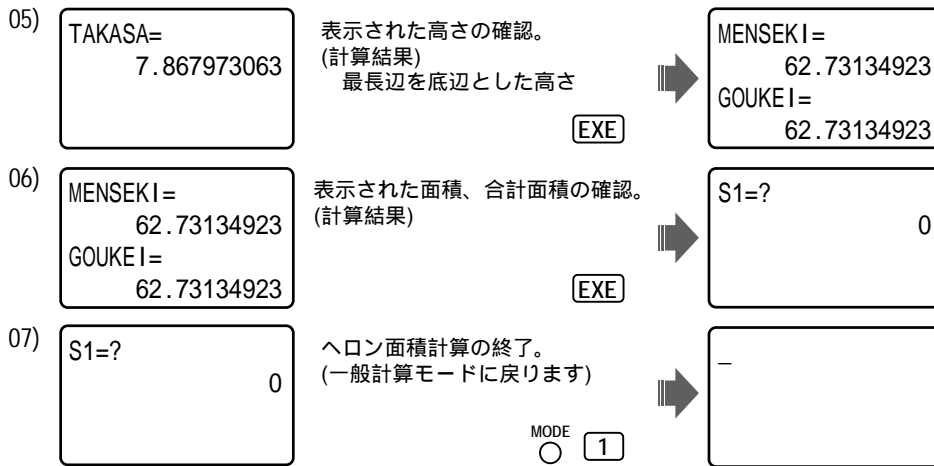 05)
TAKASA=
7.867973063
表示された高さの確認。
(計算結果)
最長辺を底辺とした高さ
EXE
MENSEKI=
62.73134923
GOUKEI=
62.73134923
06)
MENSEKI=
62.73134923
GOUKEI=
62.73134923
表示された面積、合計面積の確認。
(計算結果)
EXE
S1=?
0
07)
S1=?
0
ヘロン面積計算の終了。
(一般計算モードに戻ります)
MODE
1
_